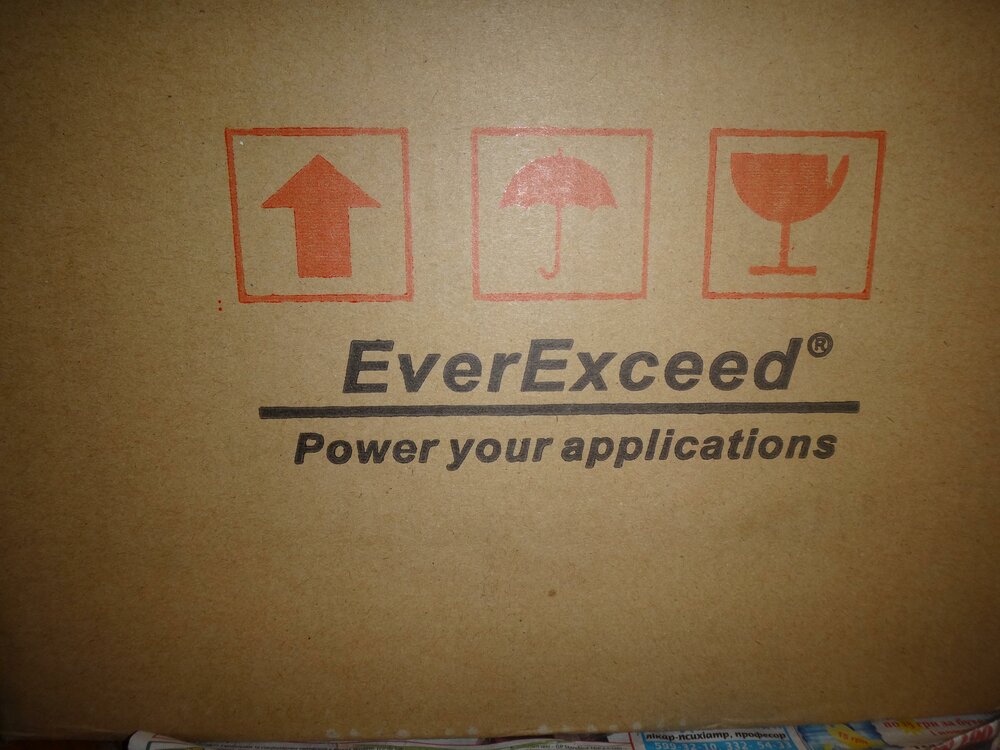 EverExceed®
Power your applications
лікар-психіатр, професор